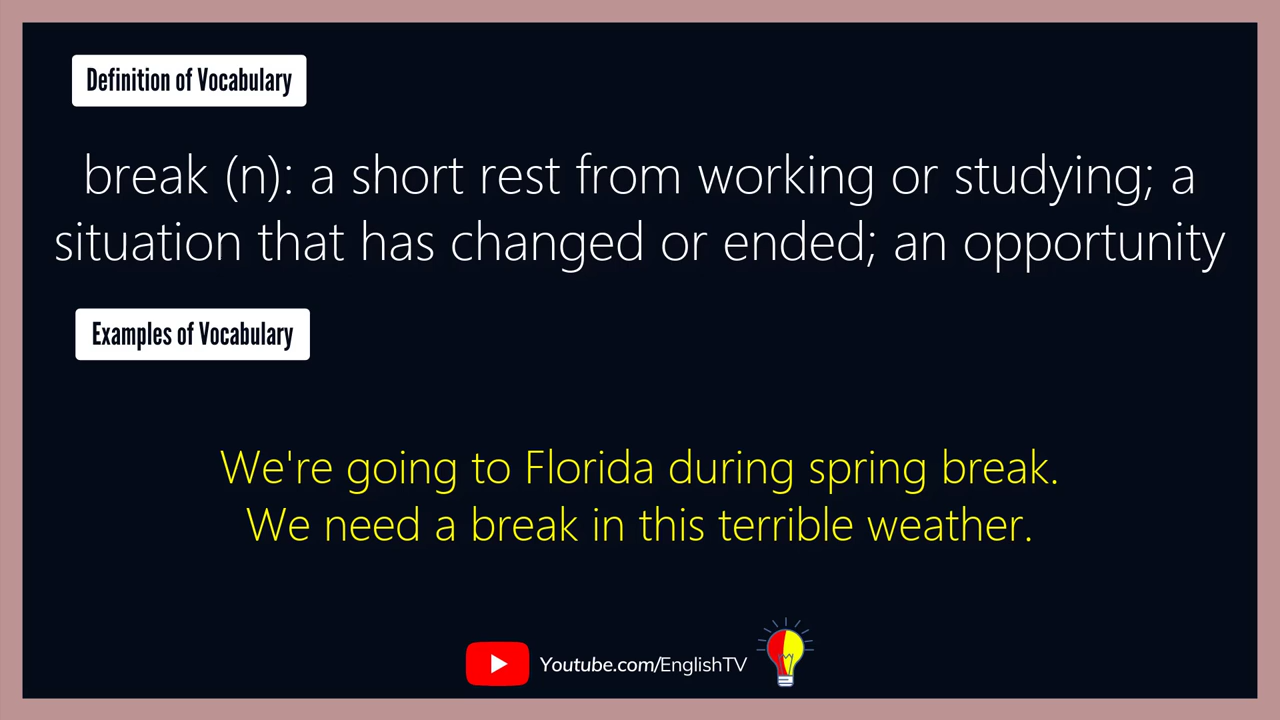 Definition of Vocabulary
break (n): a short rest from working or studying; a
situation that has changed or ended; an opportunity
Examples of Vocabulary
We're going to Florida during spring break.
We need a break in this terrible weather.
Youtube.com/EnglishTV